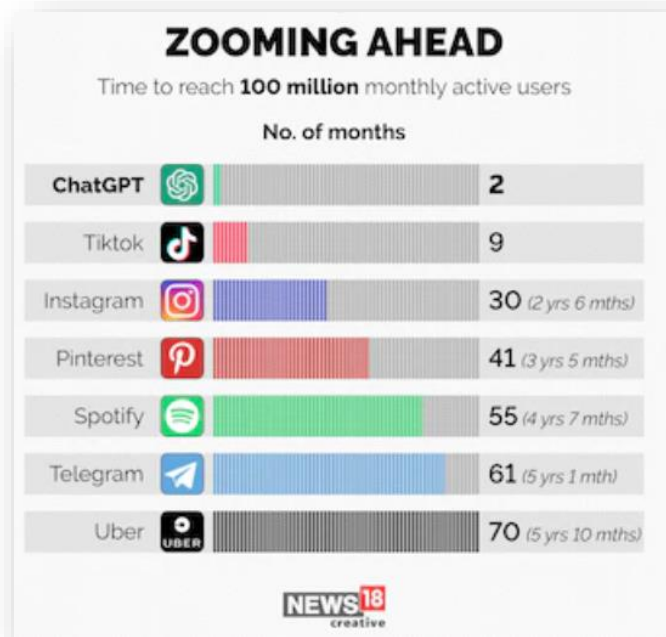 ZOOMING AHEAD
Time to reach 100 million monthly active users
No. of months
ChatGPT 2
Tiktok 9
Instagram 30 (2 yrs 6 mths)
Pinterest 41 (3 yrs 5 mths)
Spotify 55 (4 yrs 7 mths)
Telegram 61 (5 yrs 1 mth)
Uber UBER 70 (5 yrs 10 mths)
NEWS18
creative